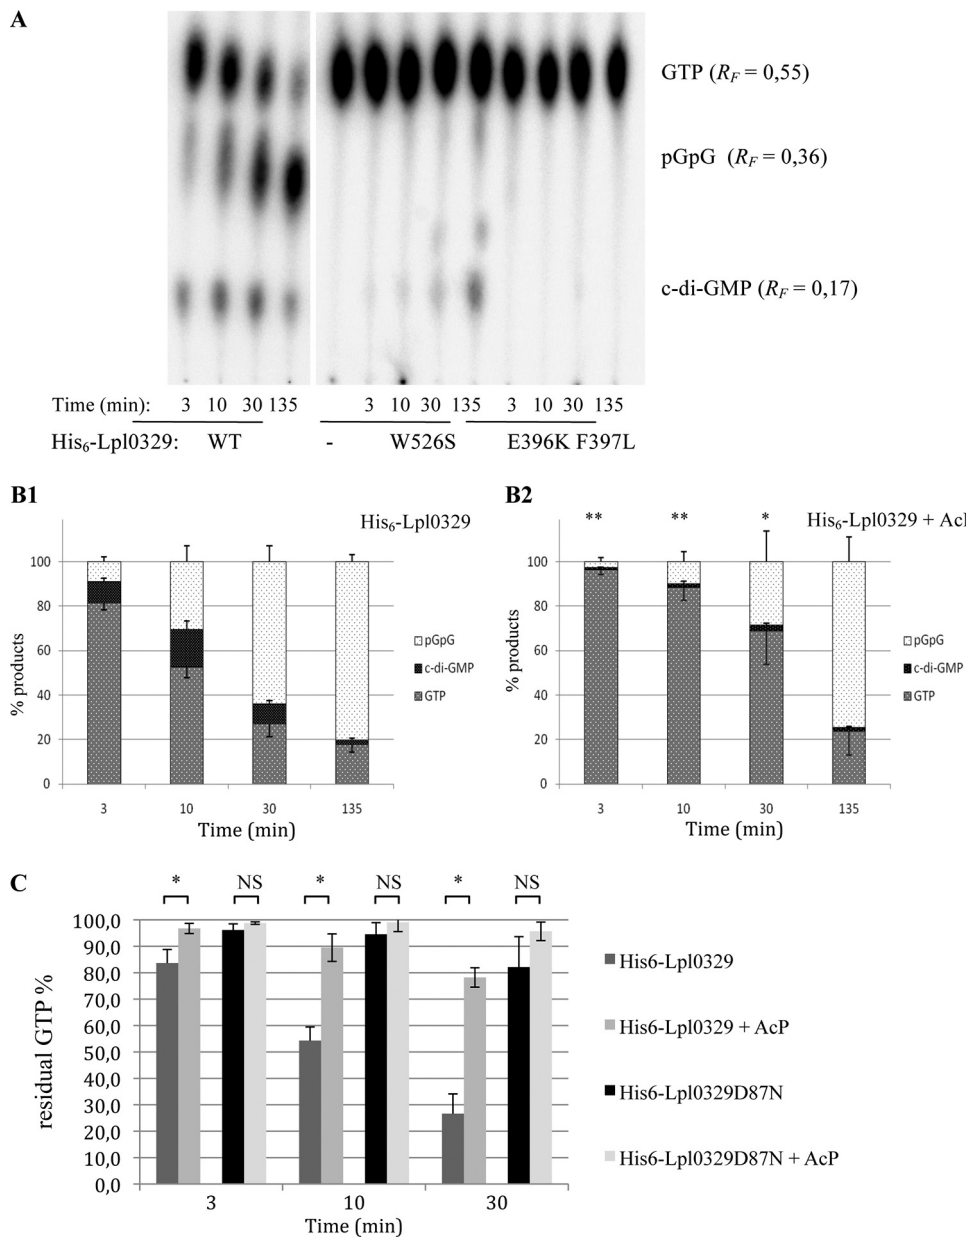 A
GTP (R_F = 0,55)
pGpG (R_F = 0,36)
c-di-GMP (R_F = 0,17)
Time (min): 3 10 30 135 3 10 30 135 3 10 30 135
His₆-Lpl0329: WT - W526S E396K F397L
B1
His₆-Lpl0329
% products
100
80
60
40
20
0
pGpG
c-di-GMP
GTP
3 10 30 135
Time (min)
B2
** ** *
His₆-Lpl0329 + AcP
% products
100
80
60
40
20
0
pGpG
c-di-GMP
GTP
3 10 30 135
Time (min)
C
* NS * NS * NS
residual GTP %
100,0
90,0
80,0
70,0
60,0
50,0
40,0
30,0
20,0
10,0
0,0
3 10 30
Time (min)
His6-Lpl0329
His6-Lpl0329 + AcP
His6-Lpl0329D87N
His6-Lpl0329D87N + AcP